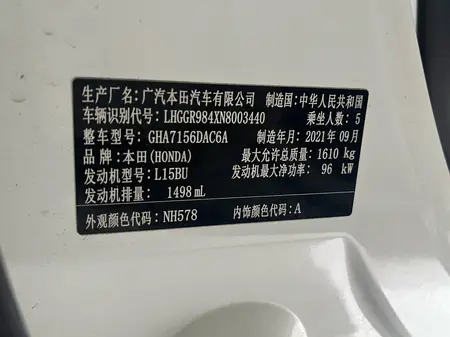 生产厂名:广汽本田汽车有限公司 制造国:中华人民共和国
车辆识别代号:LHGGR984XN8003440 乘坐人数:5
整车型号:GHA7156DAC6A 制造年月:2021年09月
品牌:本田(HONDA) 最大允许总质量:1610 kg
发动机型号:L15BU 发动机最大净功率:96 kW
发动机排量:1498 mL
外观颜色代码:NH578 内饰颜色代码:A